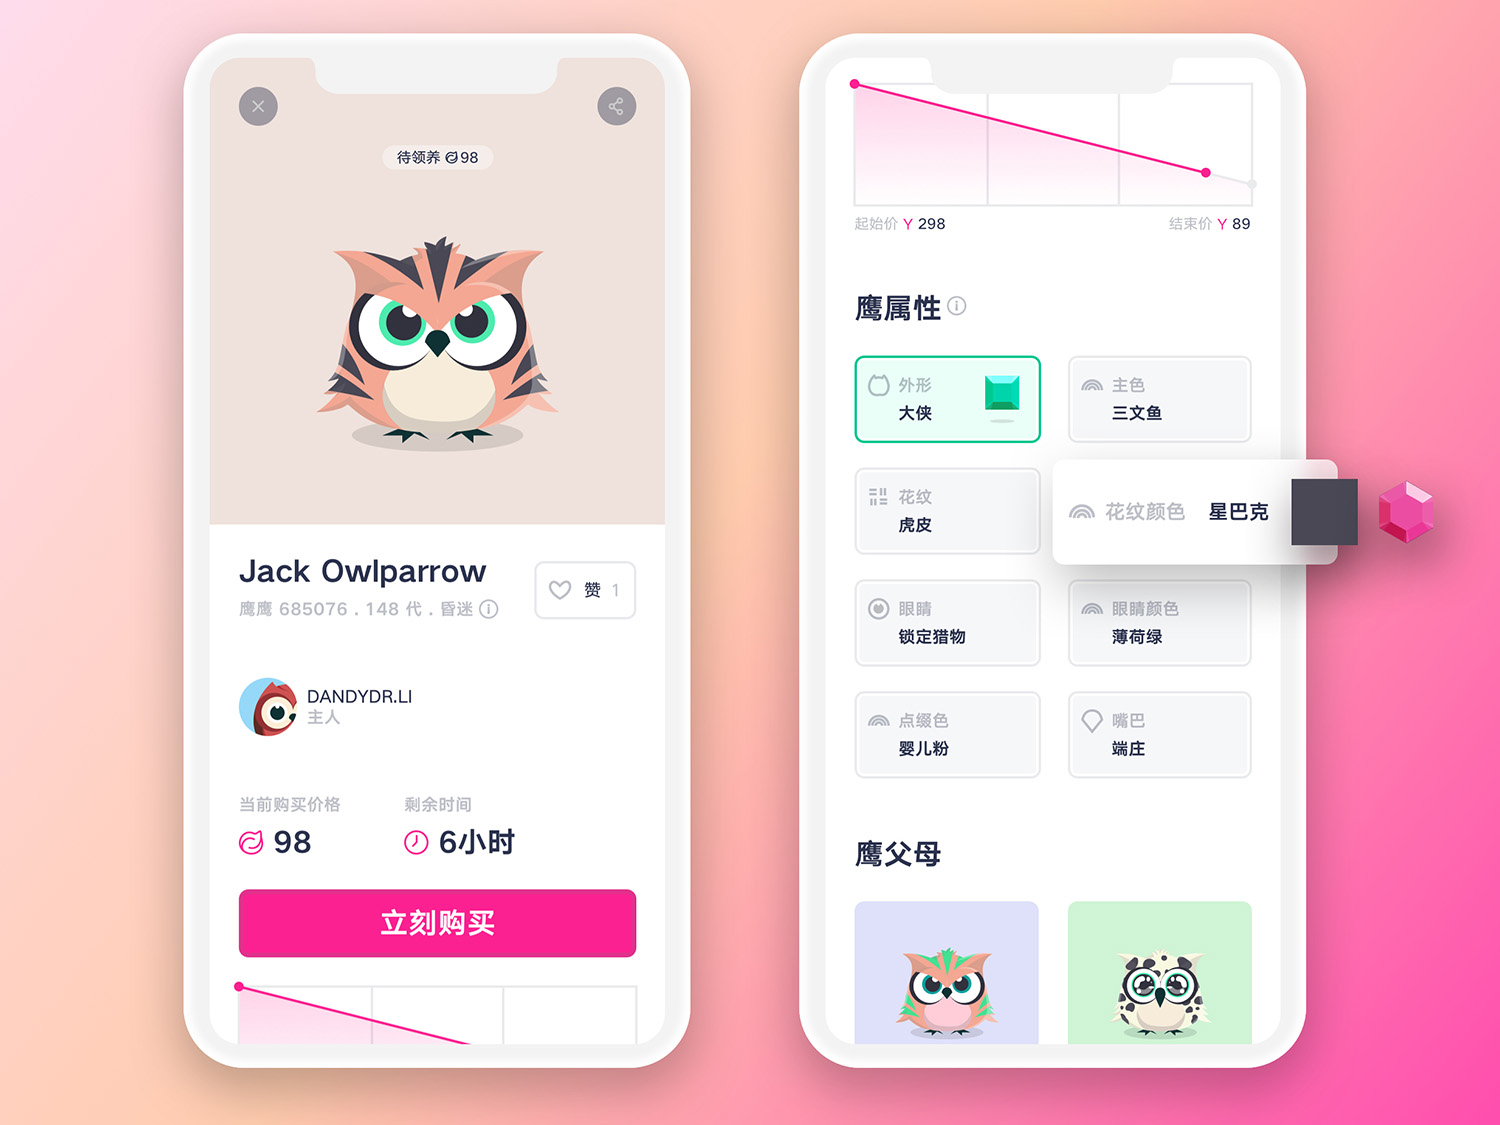 待领养 98
Jack Owlparrow
鹰鹰 685076 . 148 代 . 昏迷
赞 1
DANDYDR.LI
主人
当前购买价格
98
剩余时间
6小时
立刻购买
起始价 Y 298
结束价 Y 89
鹰属性
外形
大侠
主色
三文鱼
花纹
虎皮
花纹颜色 星巴克
眼睛
锁定猎物
眼睛颜色
薄荷绿
点缀色
婴儿粉
嘴巴
端庄
鹰父母